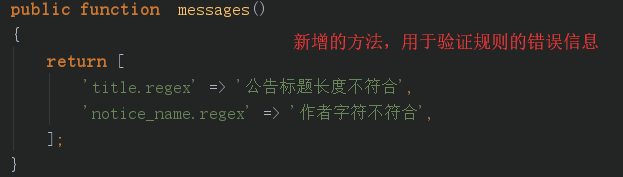 public function messages()
{
新增的方法，用于验证规则的错误信息
return [
'title.regex' => '公告标题长度不符合',
'notice_name.regex' => '作者字符不符合',
];
}